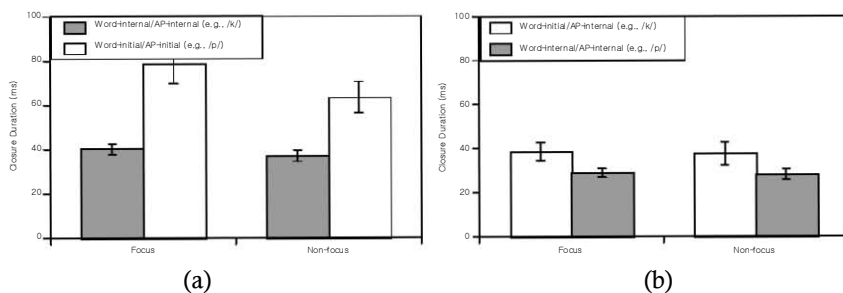 100
80
60
40
20
0
Closure Duration (ms)
Word-internal/AP-internal (e.g., /k/)
Word-initial/AP-initial (e.g., /p/)
Focus
Non-focus
(a)
100
80
60
40
20
0
Closure Duration (ms)
Word-initial/AP-internal (e.g., /k/)
Word-internal/AP-internal (e.g., /p/)
Focus
Non-focus
(b)